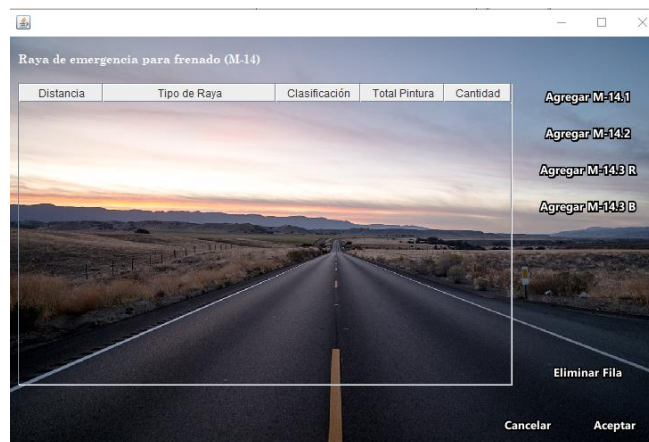 Raya de emergencia para frenado (M-14)
Distancia Tipo de Raya Clasificación Total Pintura Cantidad
Agregar M-14.1
Agregar M-14.2
Agregar M-14.3 R
Agregar M-14.3 B
Eliminar Fila
Cancelar Aceptar